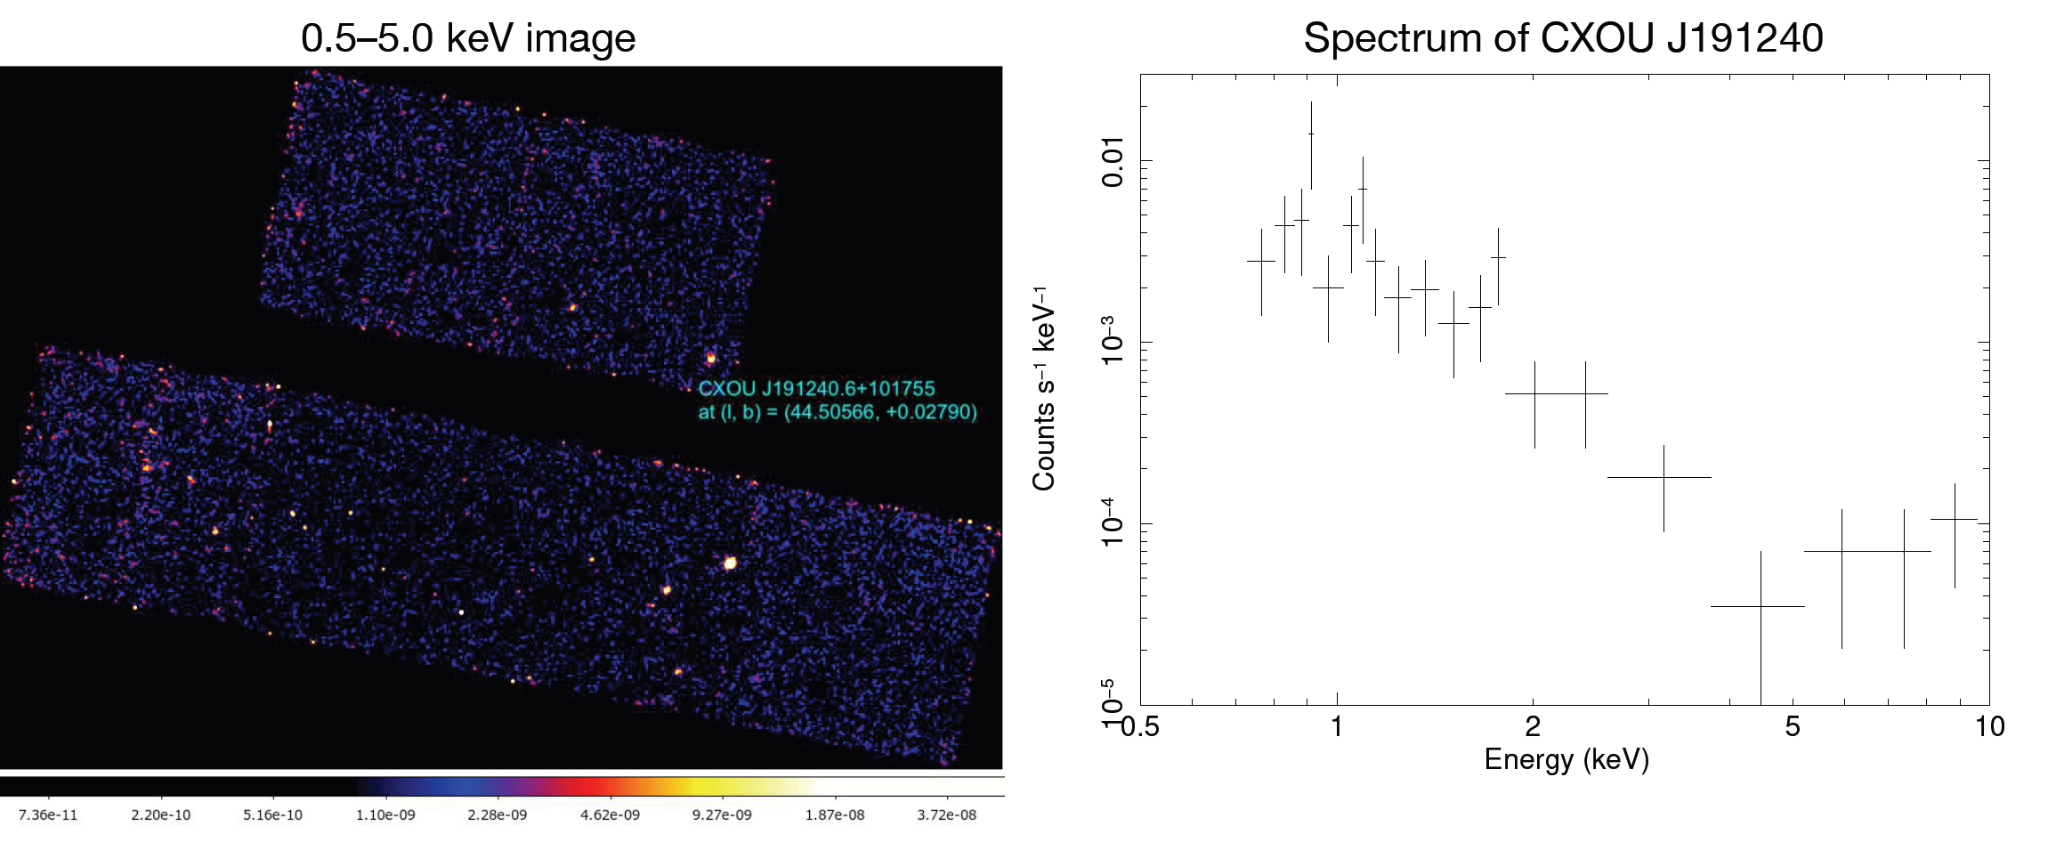 0.5–5.0 keV image
CXOU J191240.6+101755
at (l, b) = (44.50566, +0.02790)
7.36e-11 2.20e-10 5.16e-10 1.10e-09 2.28e-09 4.62e-09 9.27e-09 1.87e-08 3.72e-08
Spectrum of CXOU J191240
Counts s⁻¹ keV⁻¹
0.01
10⁻³
10⁻⁴
10⁻⁵
0.5 1 2 5 10
Energy (keV)